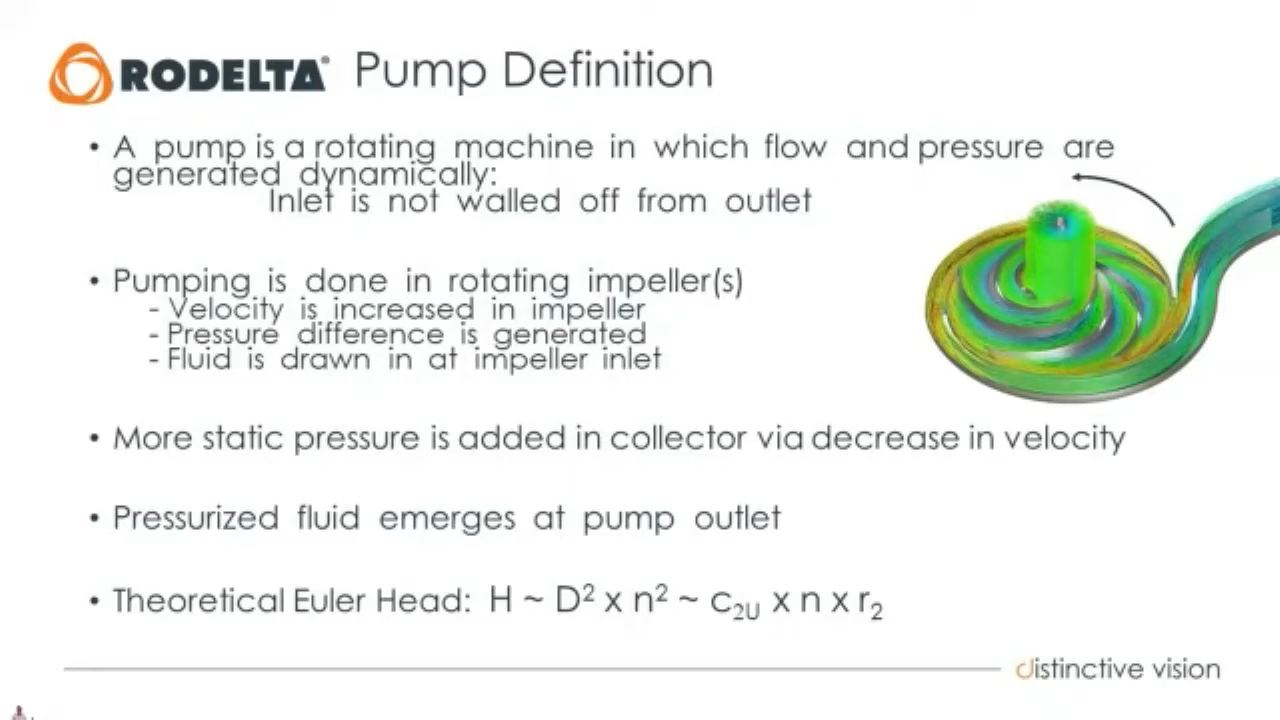 RODELTA® Pump Definition
• A pump is a rotating machine in which flow and pressure are
generated dynamically:
Inlet is not walled off from outlet
• Pumping is done in rotating impeller(s)
- Velocity is increased in impeller
- Pressure difference is generated
- Fluid is drawn in at impeller inlet
• More static pressure is added in collector via decrease in velocity
• Pressurized fluid emerges at pump outlet
• Theoretical Euler Head: H ~ D² x n² ~ c₂U x n x r₂
distinctive vision